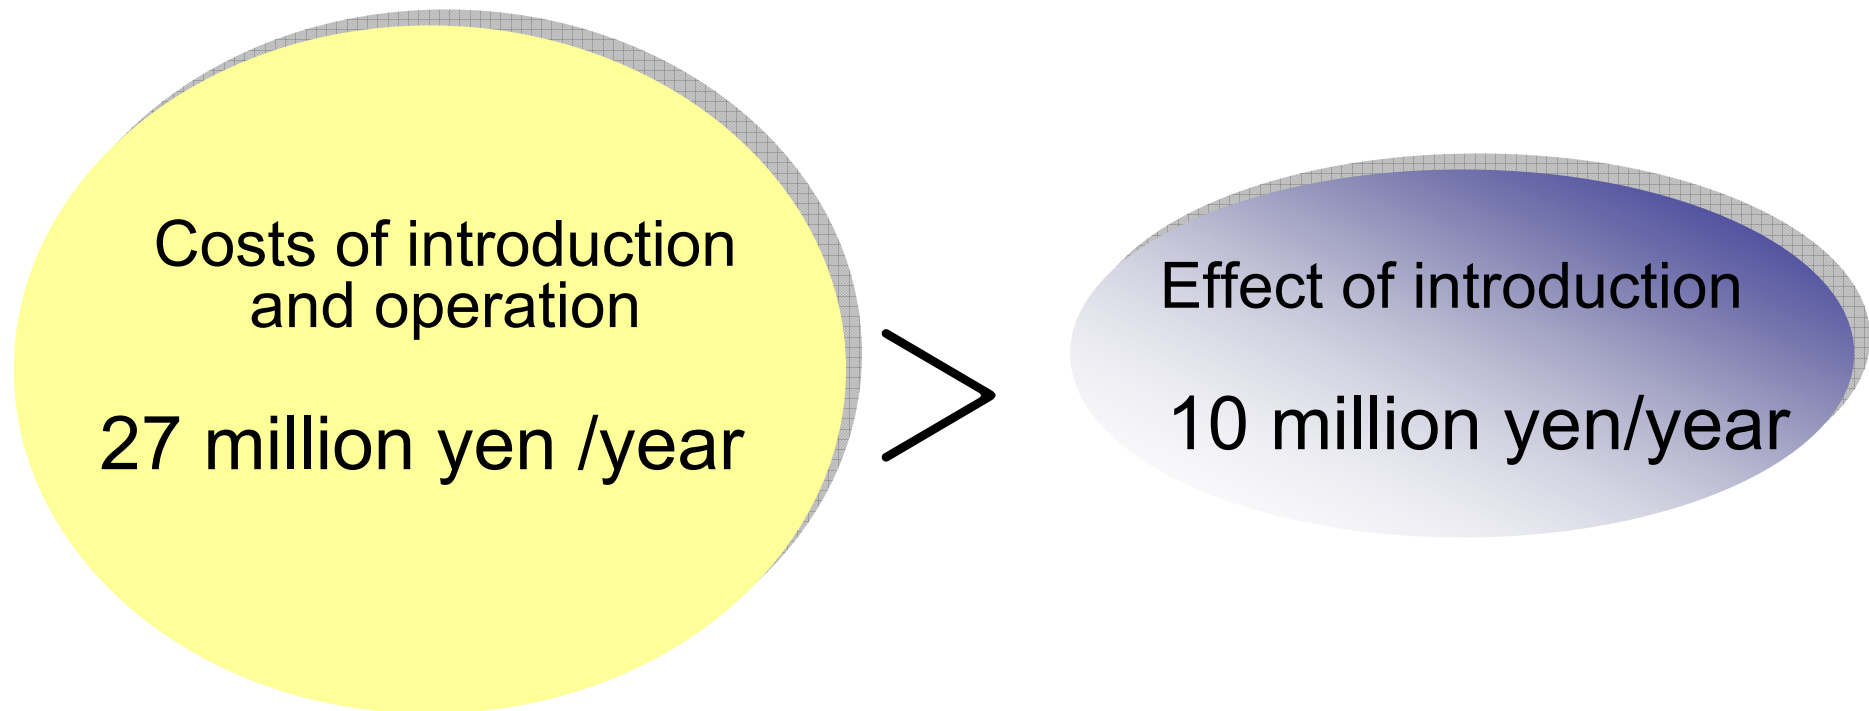 Costs of introduction
and operation
27 million yen /year
>
Effect of introduction
10 million yen/year